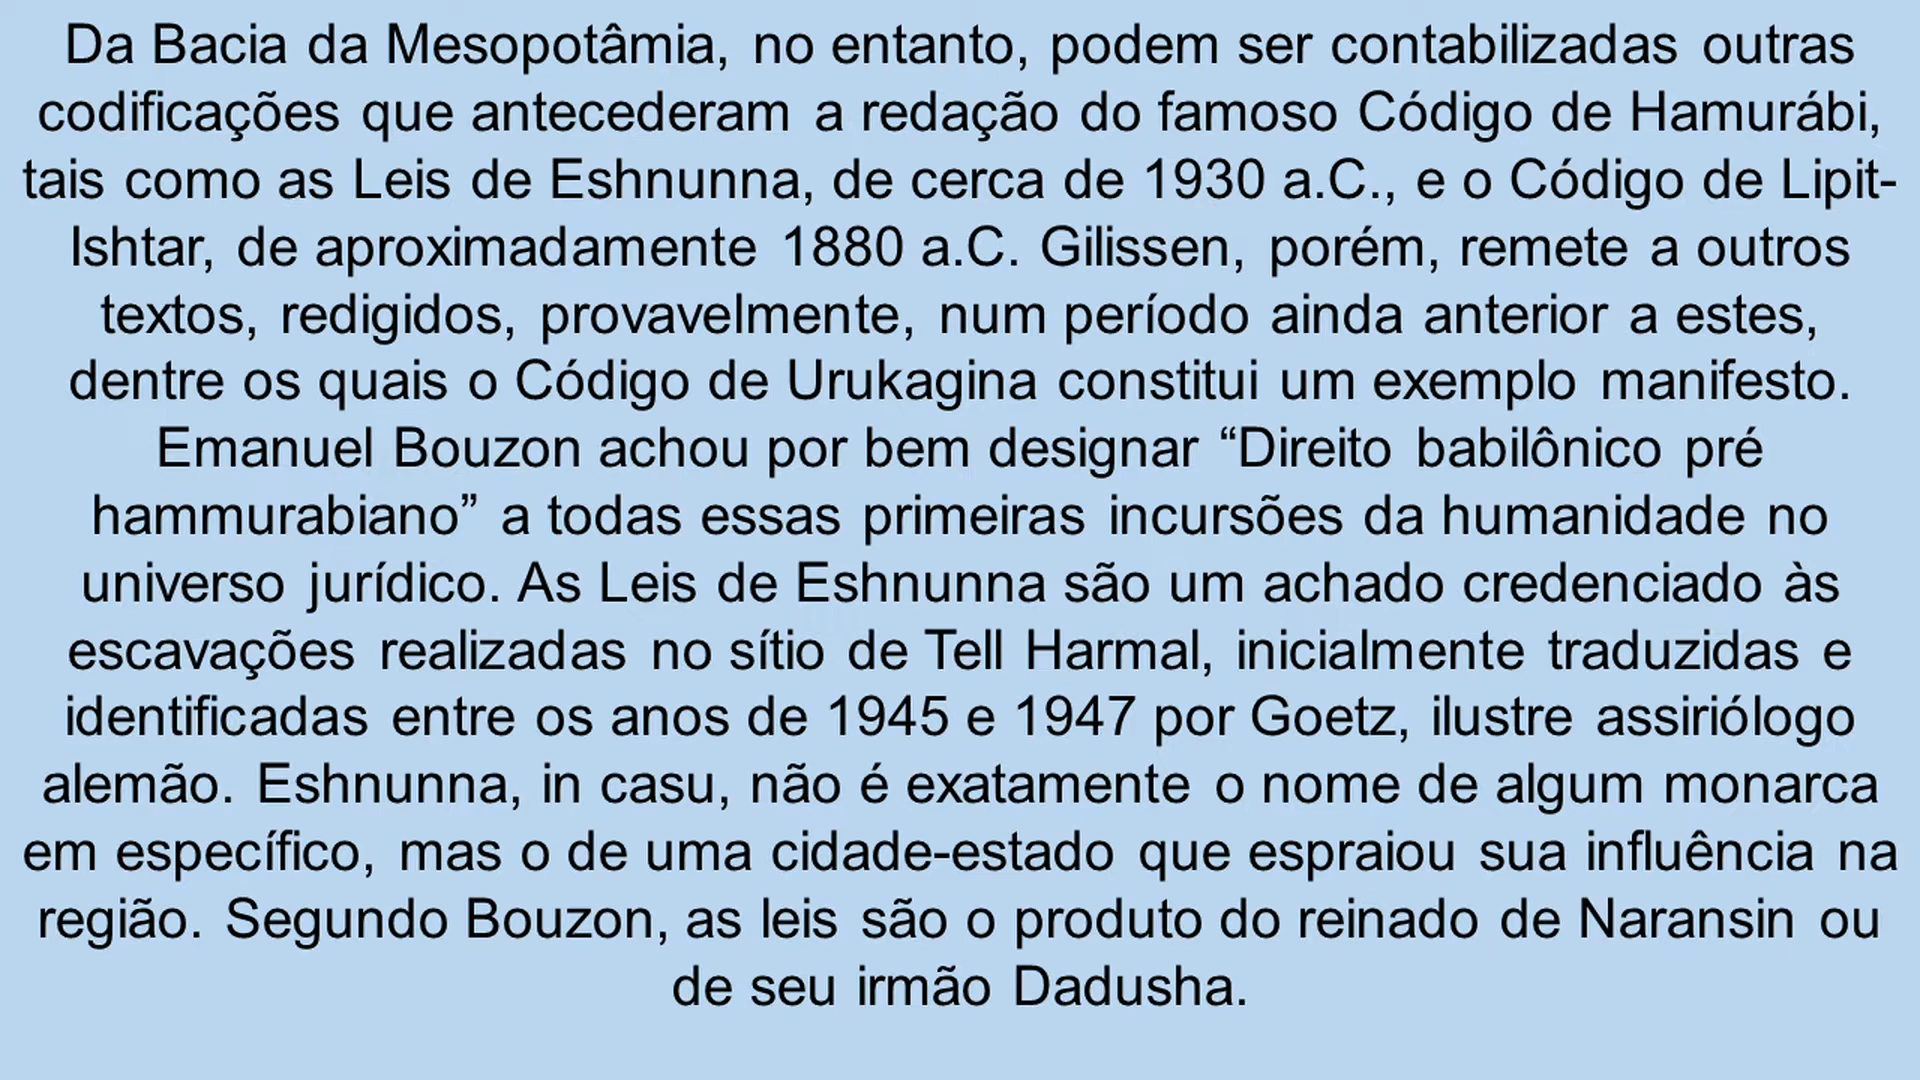 Da Bacia da Mesopotâmia, no entanto, podem ser contabilizadas outras
codificações que antecederam a redação do famoso Código de Hamurábi,
tais como as Leis de Eshnunna, de cerca de 1930 a.C., e o Código de Lipit-
Ishtar, de aproximadamente 1880 a.C. Gilissen, porém, remete a outros
textos, redigidos, provavelmente, num período ainda anterior a estes,
dentre os quais o Código de Urukagina constitui um exemplo manifesto.
Emanuel Bouzon achou por bem designar “Direito babilônico pré
hammurabiano” a todas essas primeiras incursões da humanidade no
universo jurídico. As Leis de Eshnunna são um achado credenciado às
escavações realizadas no sítio de Tell Harmal, inicialmente traduzidas e
identificadas entre os anos de 1945 e 1947 por Goetz, ilustre assiriólogo
alemão. Eshnunna, in casu, não é exatamente o nome de algum monarca
em específico, mas o de uma cidade-estado que espraiou sua influência na
região. Segundo Bouzon, as leis são o produto do reinado de Naransin ou
de seu irmão Dadusha.